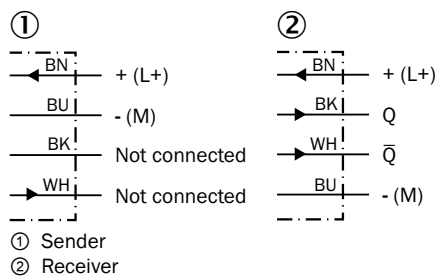 ① ②
BN + (L+) BN + (L+)
BU - (M) BK Q
BK Not connected WH Q̅
WH Not connected BU - (M)
① Sender
② Receiver